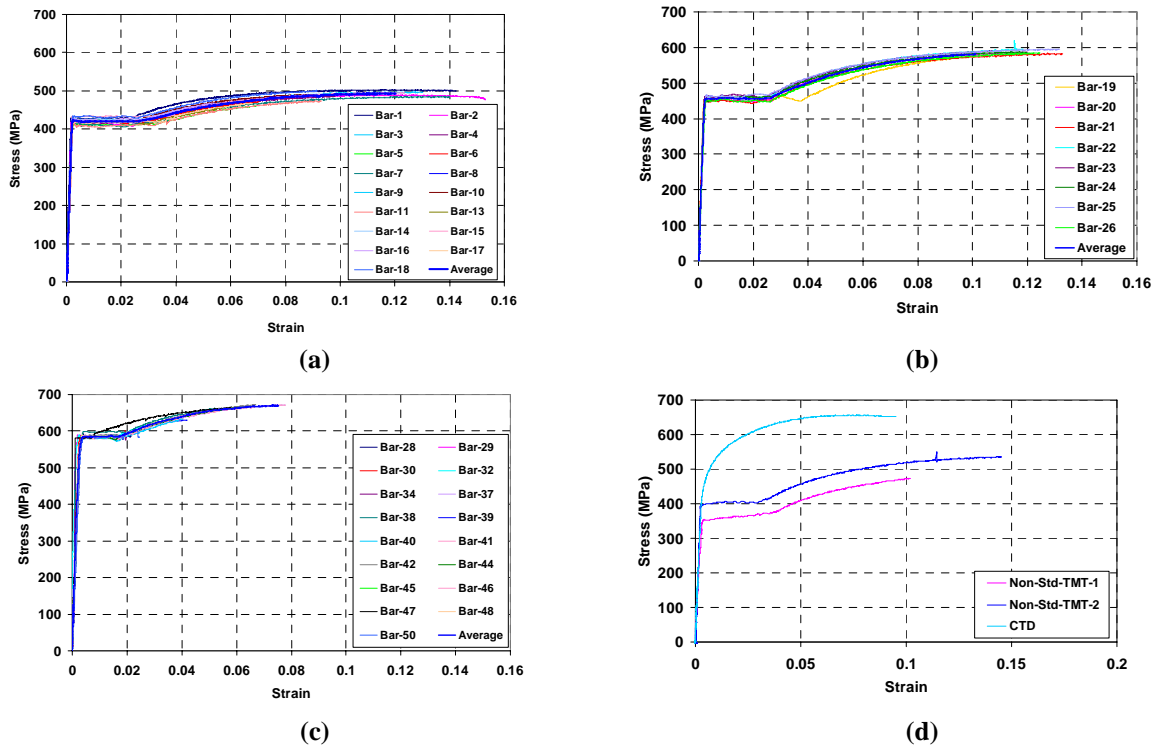 700
600
500
400
300
200
100
0
Stress (MPa)
0 0.02 0.04 0.06 0.08 0.1 0.12 0.14 0.16
Strain
Bar-1 Bar-2
Bar-3 Bar-4
Bar-5 Bar-6
Bar-7 Bar-8
Bar-9 Bar-10
Bar-11 Bar-13
Bar-14 Bar-15
Bar-16 Bar-17
Bar-18 Average
(a)
700
600
500
400
300
200
100
0
Stress (MPa)
0 0.02 0.04 0.06 0.08 0.1 0.12 0.14 0.16
Strain
Bar-19
Bar-20
Bar-21
Bar-22
Bar-23
Bar-24
Bar-25
Bar-26
Average
(b)
700
600
500
400
300
200
100
0
Stress (MPa)
0 0.02 0.04 0.06 0.08 0.1 0.12 0.14 0.16
Strain
Bar-28 Bar-29
Bar-30 Bar-32
Bar-34 Bar-37
Bar-38 Bar-39
Bar-40 Bar-41
Bar-42 Bar-44
Bar-45 Bar-46
Bar-47 Bar-48
Bar-50 Average
(c)
700
600
500
400
300
200
100
0
Stress (MPa)
0 0.05 0.1 0.15 0.2
Strain
Non-Std-TMT-1
Non-Std-TMT-2
CTD
(d)